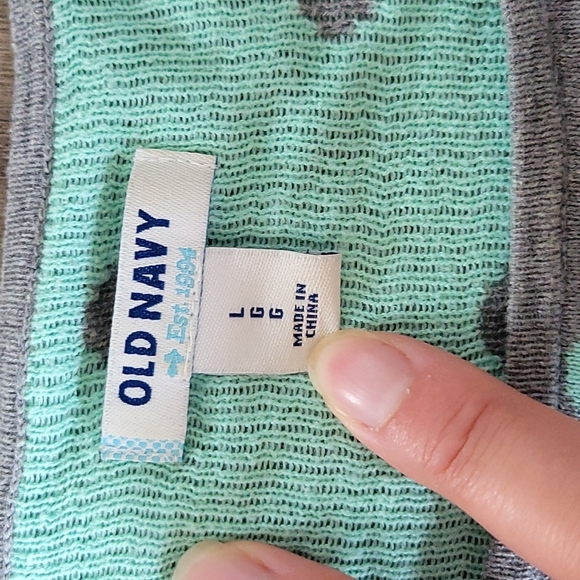 OLD NAVY
Est 1994
L
G
G
MADE IN
CHINA